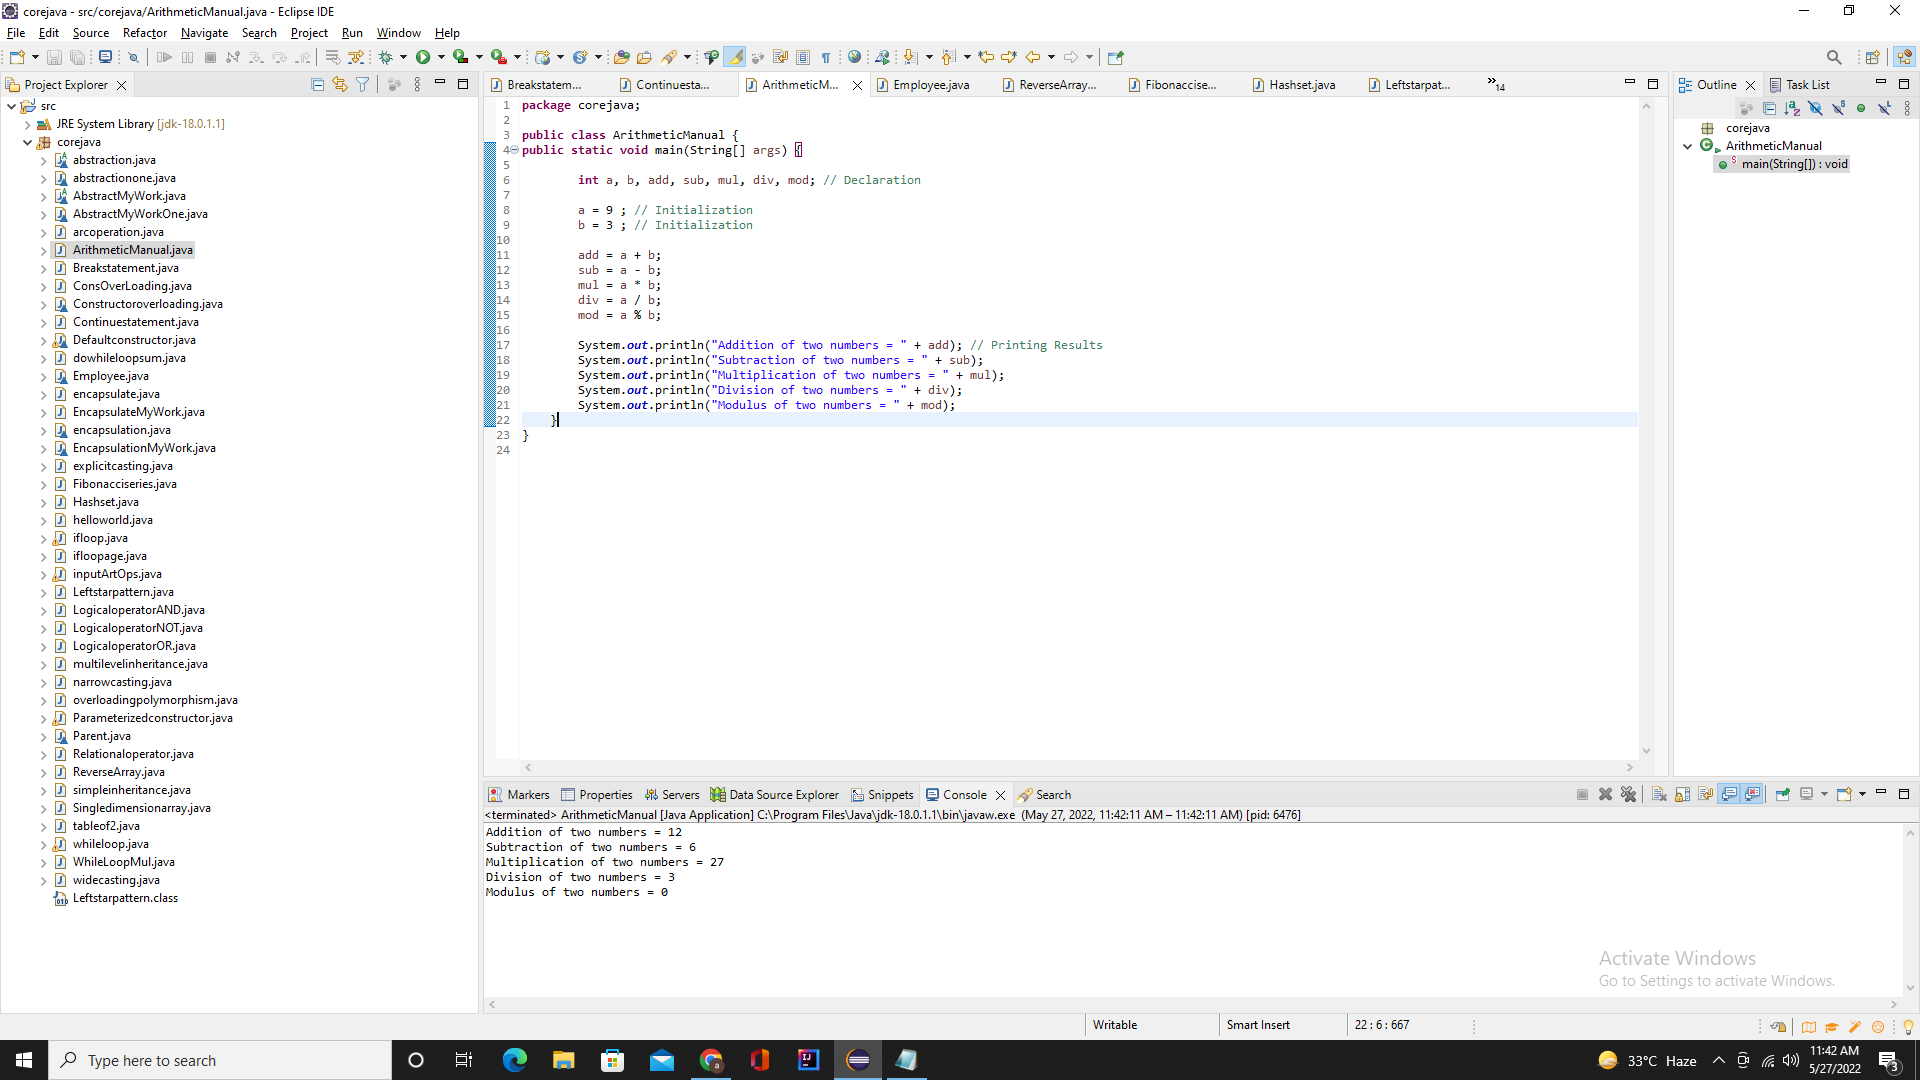 corejava - src/corejava/ArithmeticManual.java - Eclipse IDE
File Edit Source Refactor Navigate Search Project Run Window Help
Project Explorer
src
JRE System Library [jdk-18.0.1.1]
corejava
abstraction.java
abstractionone.java
AbstractMyWork.java
AbstractMyWorkOne.java
arcoperation.java
ArithmeticManual.java
Breakstatement.java
ConsOverLoading.java
Constructoroverloading.java
Continuestatement.java
Defaultconstructor.java
dowhileloopsum.java
Employee.java
encapsulate.java
EncapsulateMyWork.java
encapsulation.java
EncapsulationMyWork.java
explicitcasting.java
Fibonacciseries.java
Hashset.java
helloworld.java
ifloop.java
ifloopage.java
inputArtOps.java
Leftstarpattern.java
LogicaloperatorAND.java
LogicaloperatorNOT.java
LogicaloperatorOR.java
multilevelinheritance.java
narrowcasting.java
overloadingpolymorphism.java
Parameterizedconstructor.java
Parent.java
Relationaloperator.java
ReverseArray.java
simpleinheritance.java
Singledimensionarray.java
tableof2.java
whileloop.java
WhileLoopMul.java
widecasting.java
Leftstarpattern.class
Breakstatem... Continuesta... ArithmeticM... Employee.java ReverseArray... Fibonaccise... Hashset.java Leftstarpat... »14
1 package corejava;
2
3 public class ArithmeticManual {
4 public static void main(String[] args) {
5
6 int a, b, add, sub, mul, div, mod; // Declaration
7
8 a = 9 ; // Initialization
9 b = 3 ; // Initialization
10
11 add = a + b;
12 sub = a - b;
13 mul = a * b;
14 div = a / b;
15 mod = a % b;
16
17 System.out.println("Addition of two numbers = " + add); // Printing Results
18 System.out.println("Subtraction of two numbers = " + sub);
19 System.out.println("Multiplication of two numbers = " + mul);
20 System.out.println("Division of two numbers = " + div);
21 System.out.println("Modulus of two numbers = " + mod);
22 }
23 }
24
Outline Task List
corejava
ArithmeticManual
main(String[]) : void
Markers Properties Servers Data Source Explorer Snippets Console Search
<terminated> ArithmeticManual [Java Application] C:\Program Files\Java\jdk-18.0.1.1\bin\javaw.exe (May 27, 2022, 11:42:11 AM – 11:42:11 AM) [pid: 6476]
Addition of two numbers = 12
Subtraction of two numbers = 6
Multiplication of two numbers = 27
Division of two numbers = 3
Modulus of two numbers = 0
Activate Windows
Go to Settings to activate Windows.
Writable Smart Insert 22 : 6 : 667
Type here to search
33°C Haze
11:42 AM
5/27/2022
3